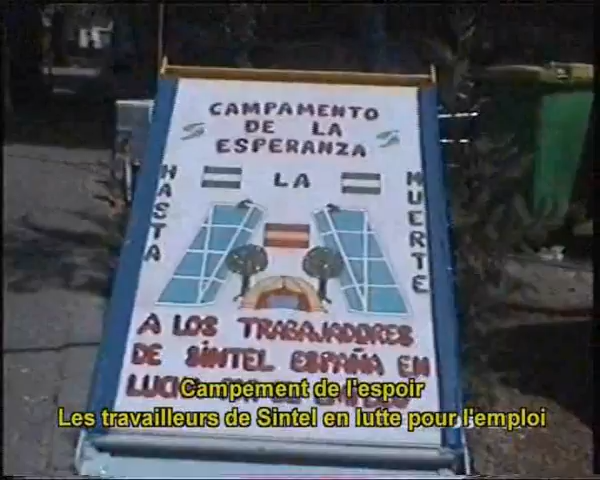 CAMPAMENTO
DE LA
ESPERANZA
HASTA
LA
MUERTE
A LOS TRABAJADORES
DE SINTEL ESPAÑA EN
Campement de l'espoir
Les travailleurs de Sintel en lutte pour l'emploi